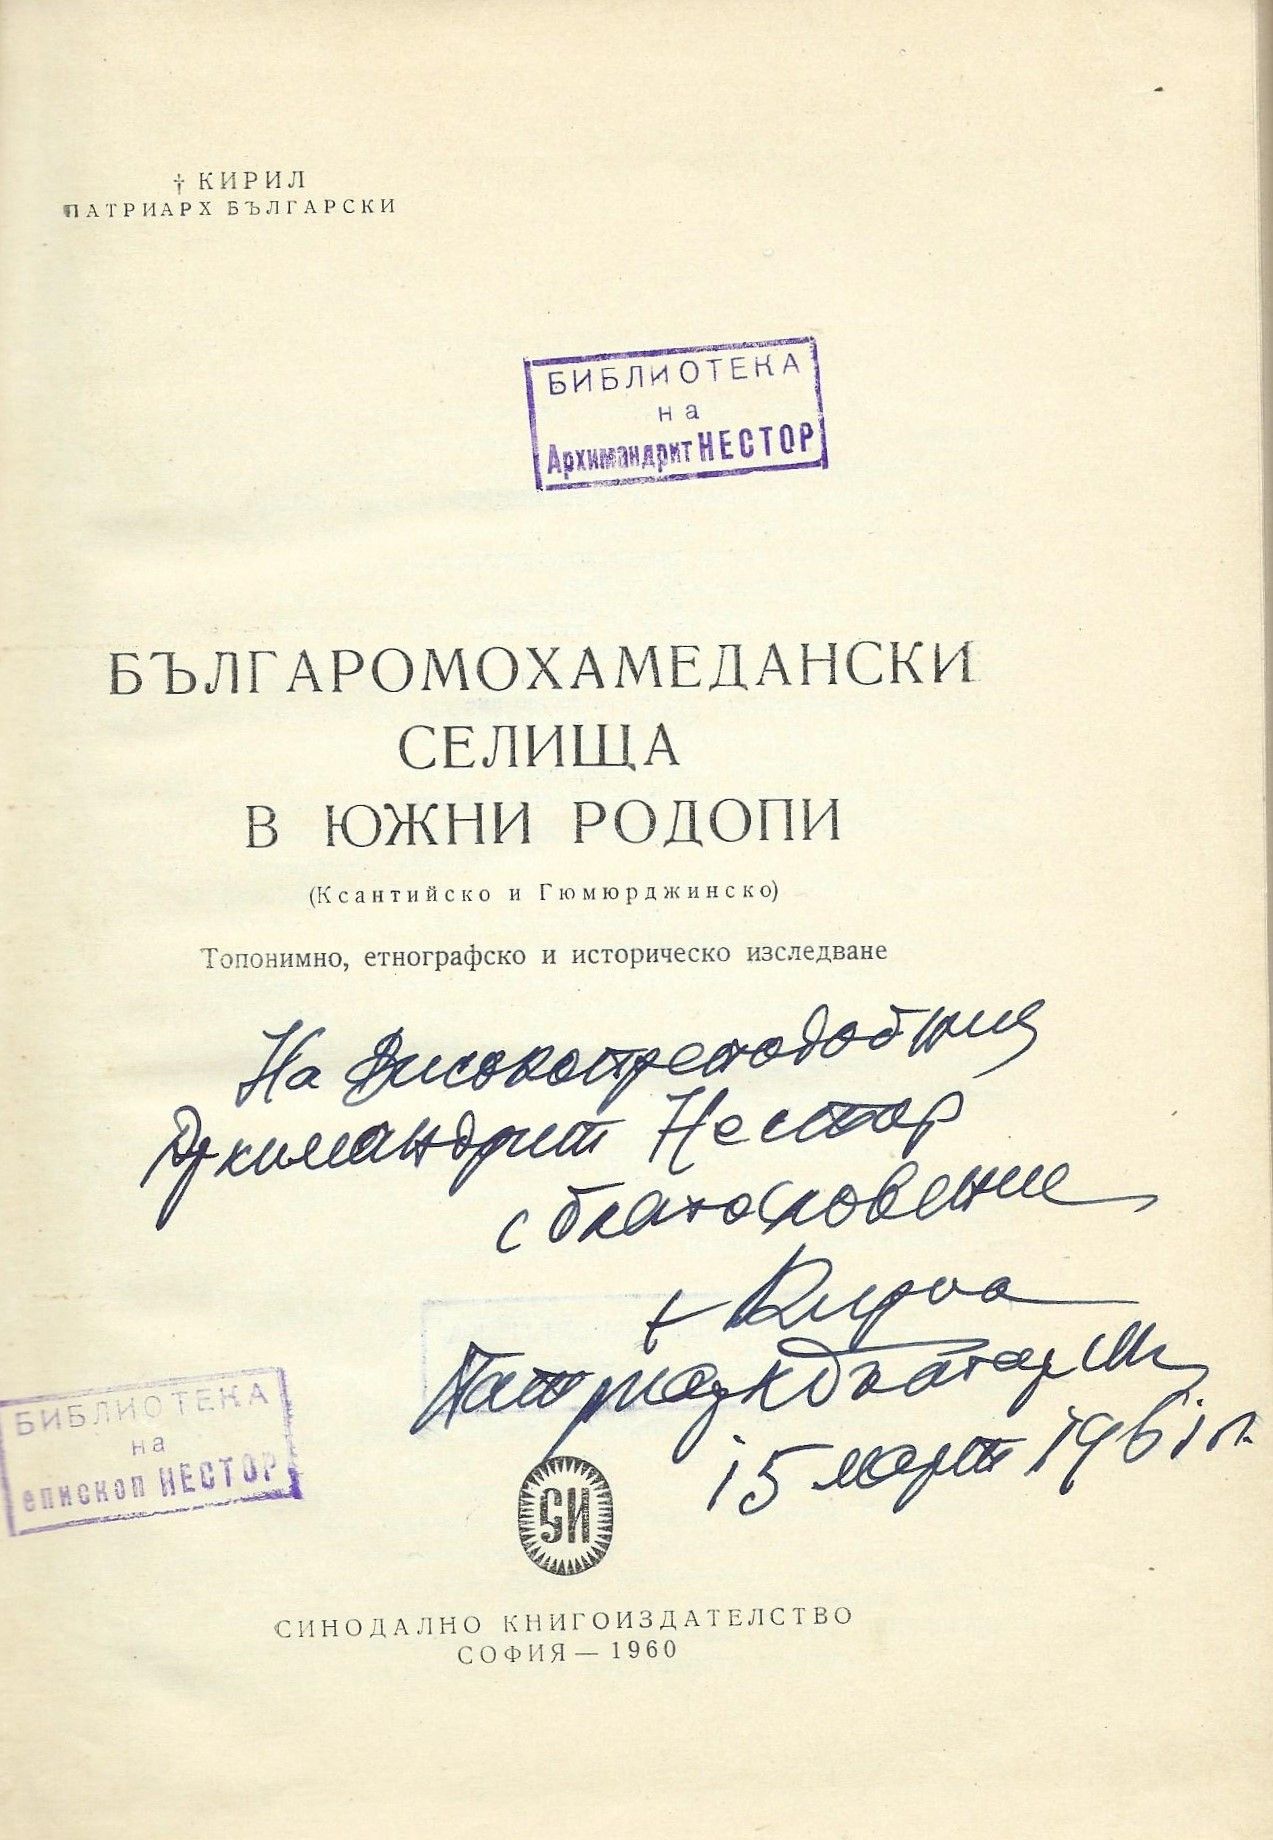 † КИРИЛ
ПАТРИАРХ БЪЛГАРСКИ
БИБЛИОТЕКА
на
Архимандрит НЕСТОР
БЪЛГАРОМОХАМЕДАНСКИ
СЕЛИЩА
В ЮЖНИ РОДОПИ
(Ксантийско и Гюмюрджинско)
Топонимно, етнографско и историческо изследване
На Високопреподобния
Архимандрит Нестор
с благословение
† Кирил
Патриарх Български
15 март 1961 г.
БИБЛИОТЕКА
на
епископ НЕСТОР
СИ
СИНОДАЛНО КНИГОИЗДАТЕЛСТВО
СОФИЯ — 1960